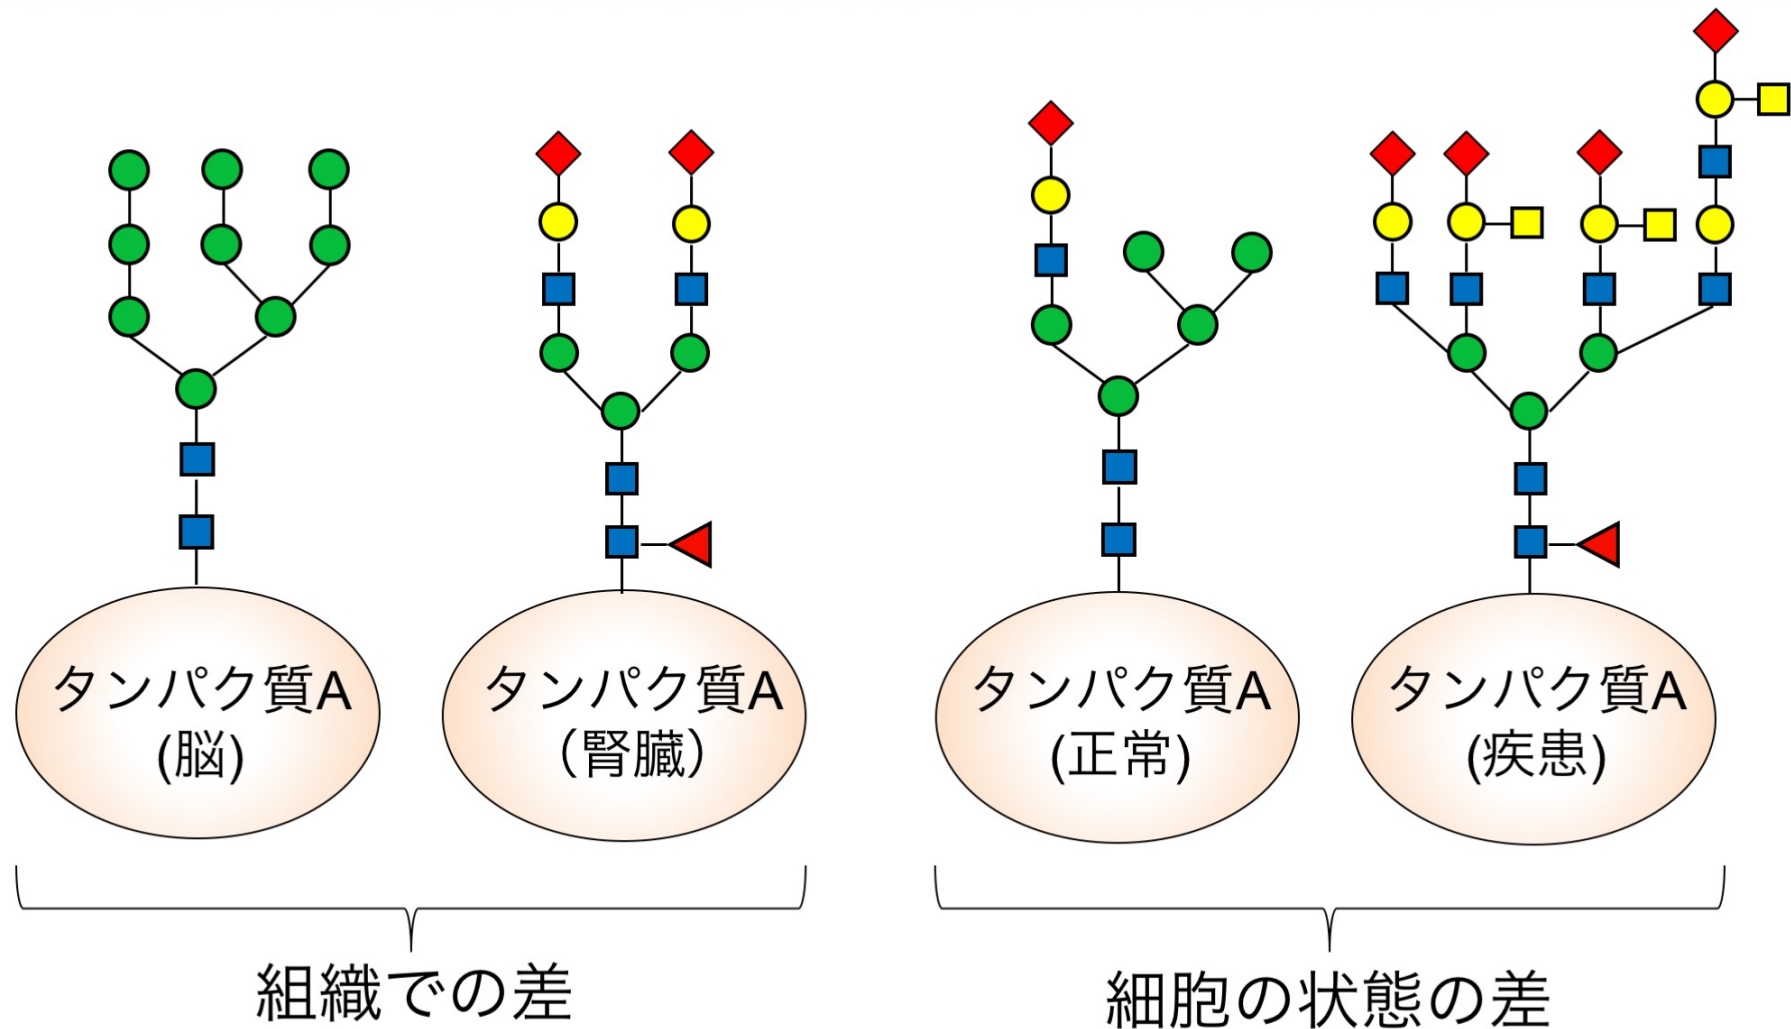 タンパク質A
(脳)
タンパク質A
（腎臓）
タンパク質A
(正常)
タンパク質A
(疾患)
組織での差
細胞の状態の差